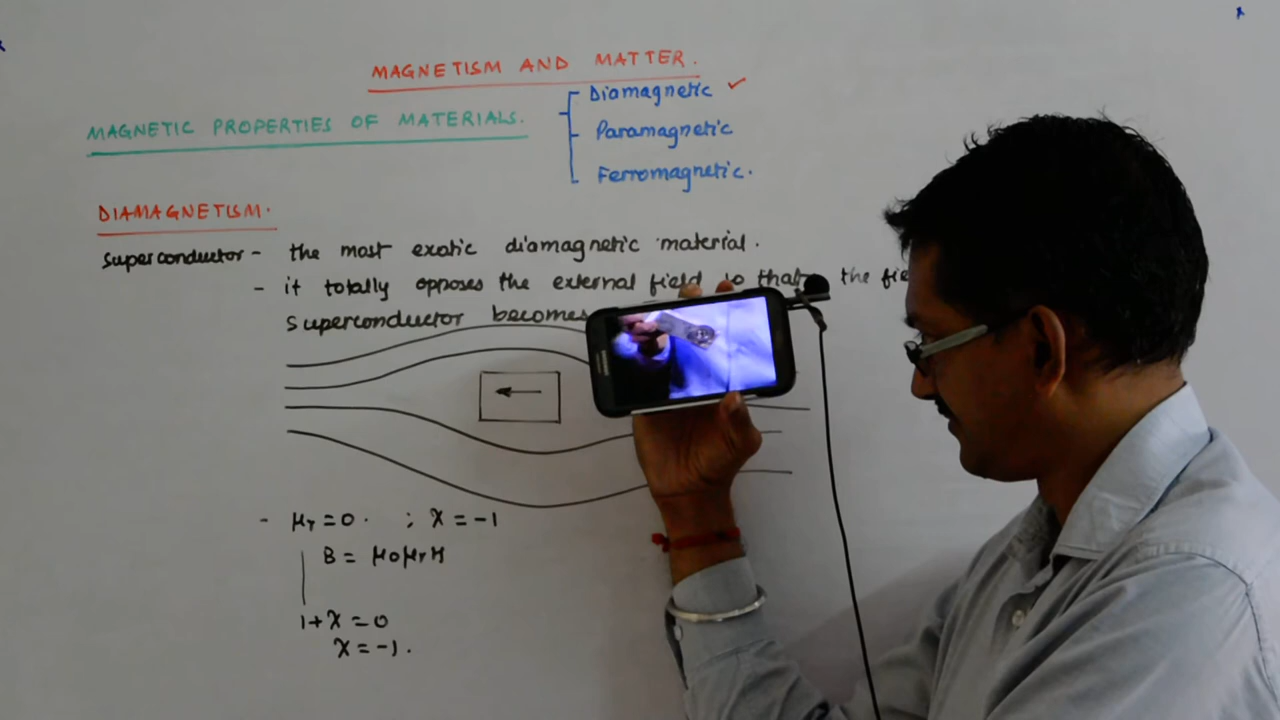 MAGNETISM AND MATTER.
MAGNETIC PROPERTIES OF MATERIALS.
Diamagnetic ✓
Paramagnetic
Ferromagnetic.
DIAMAGNETISM.
Superconductor - the most exotic diamagnetic material.
- it totally opposes the external field so that the
Superconductor becomes
- μr = 0. ; χ = -1
B = μ0μrH
1+χ = 0
χ = -1.